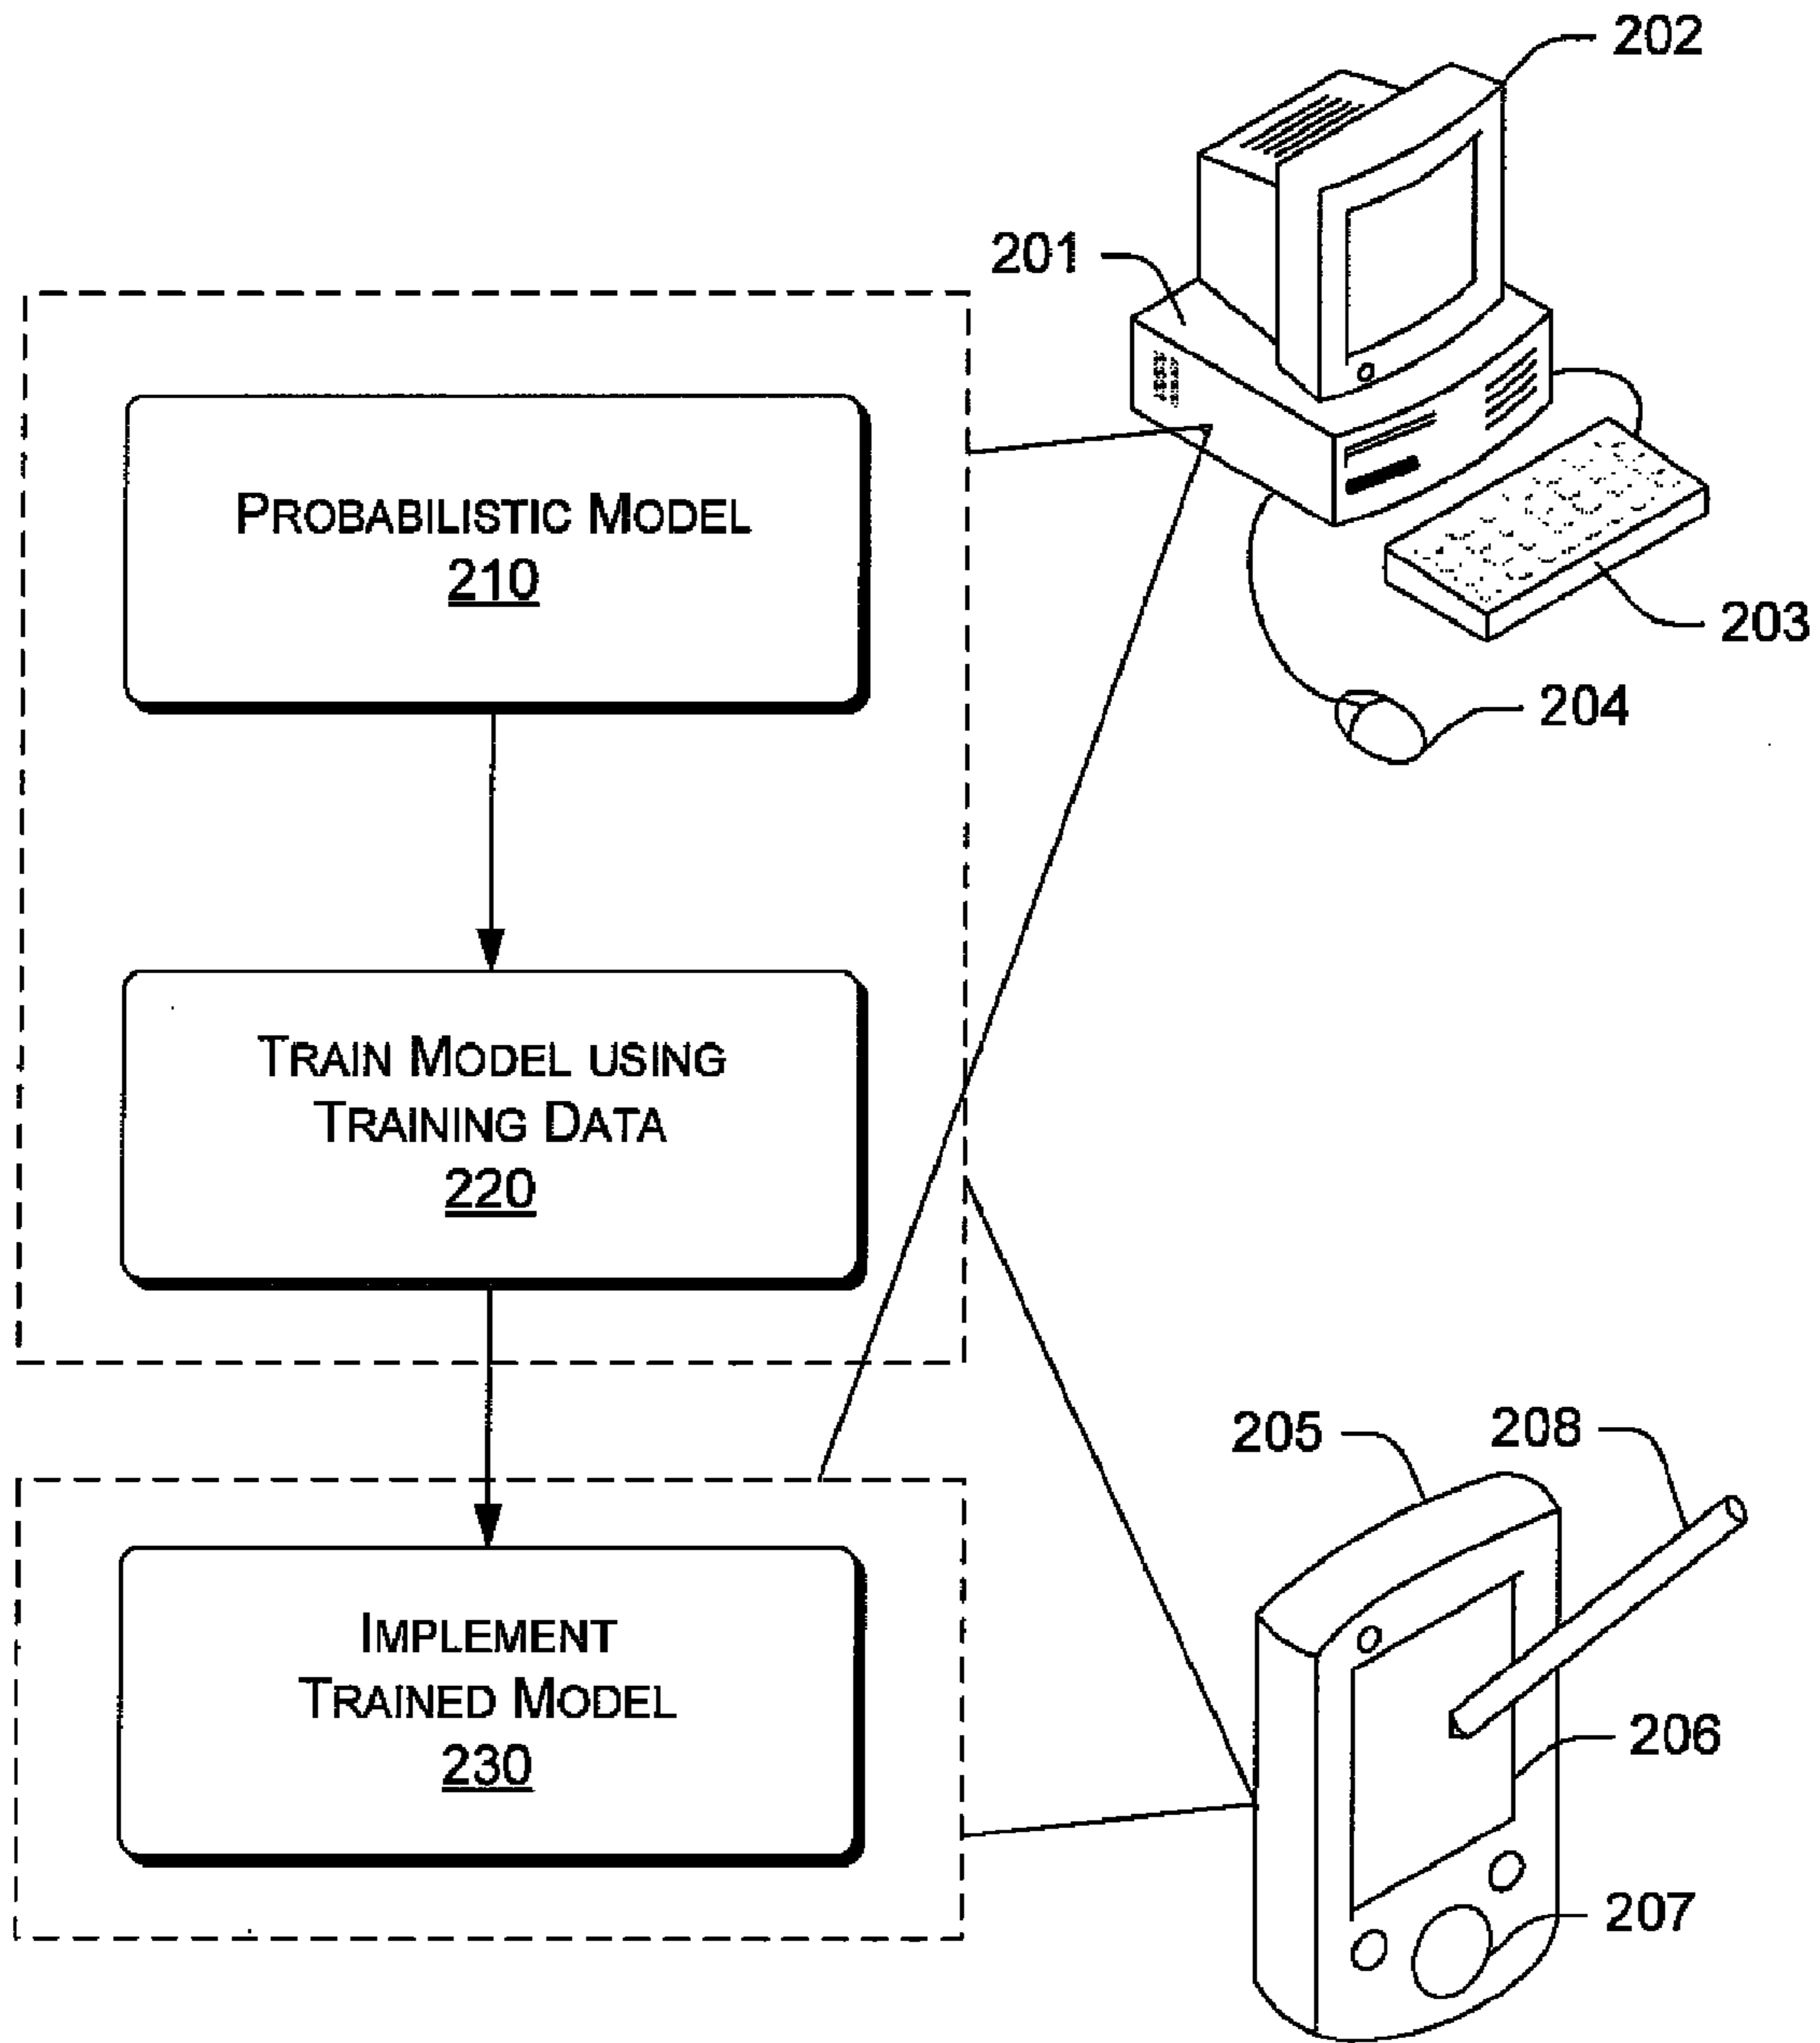 202
201
PROBABILISTIC MODEL
210
203
204
TRAIN MODEL USING
TRAINING DATA
220
205
208
IMPLEMENT
TRAINED MODEL
230
206
207